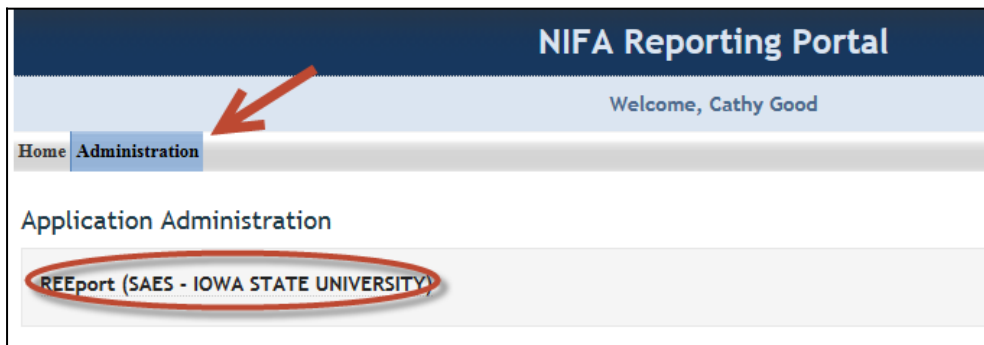 NIFA Reporting Portal
Welcome, Cathy Good
Home Administration
Application Administration
REEport (SAES - IOWA STATE UNIVERSITY)